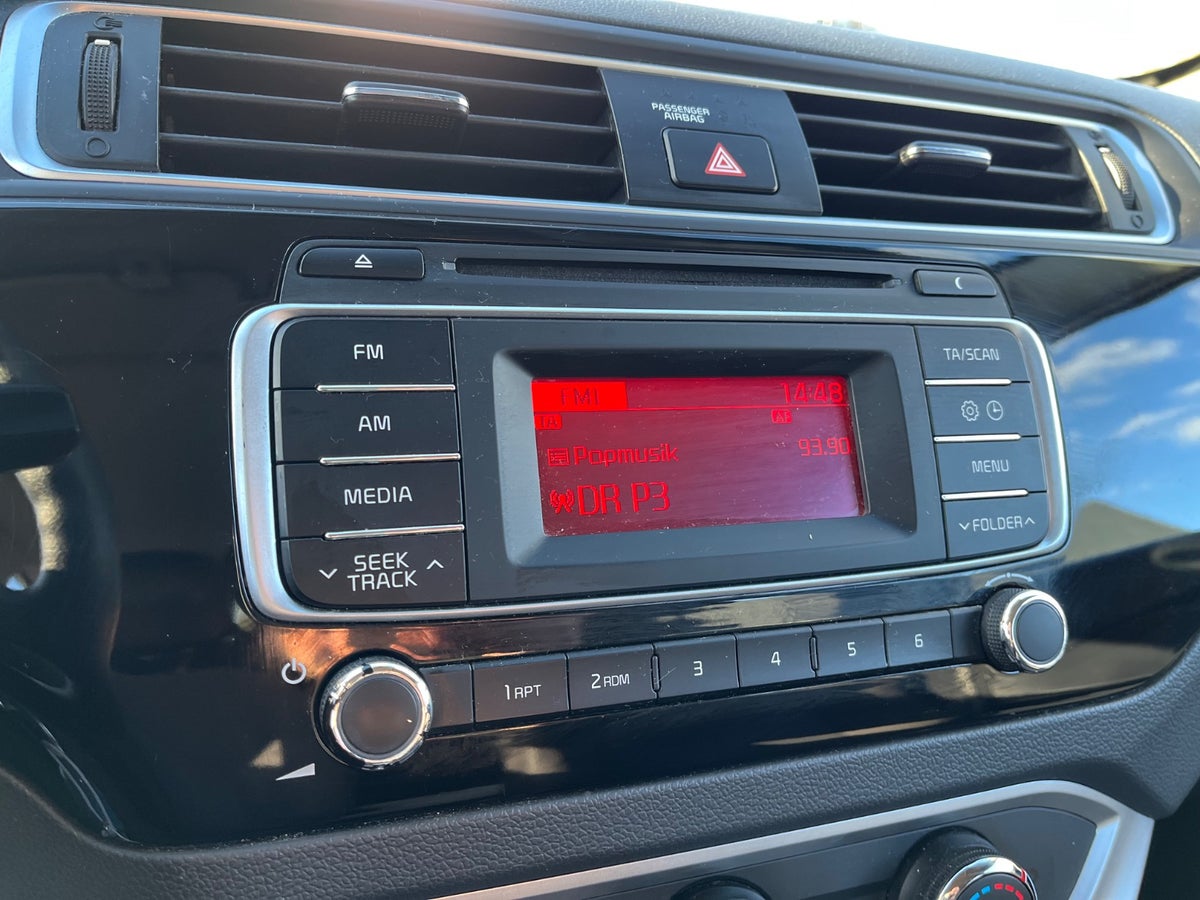 PASSENGER
AIRBAG
FM
AM
MEDIA
SEEK
TRACK
FM1 14:48
TA AF
Popmusik 93.90
DR P3
TA/SCAN
MENU
FOLDER
1 RPT
2 RDM
3
4
5
6